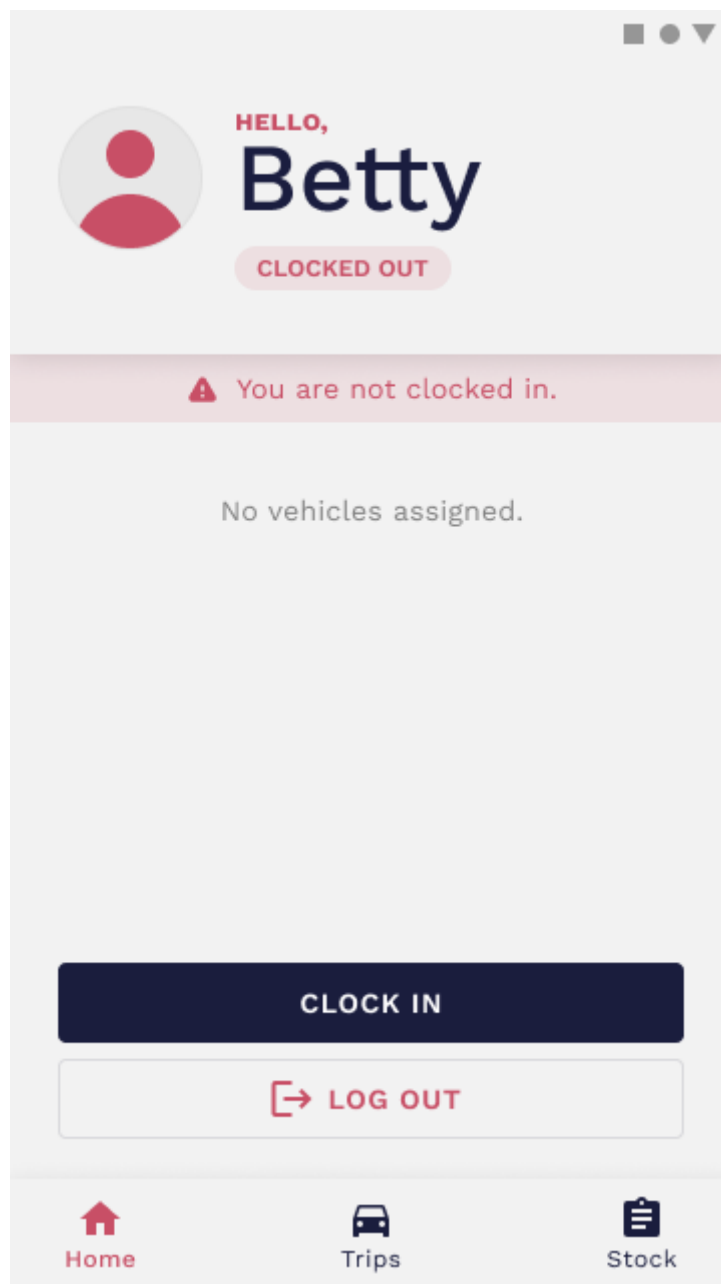 HELLO,
Betty
CLOCKED OUT
You are not clocked in.
No vehicles assigned.
CLOCK IN
LOG OUT
Home Trips Stock